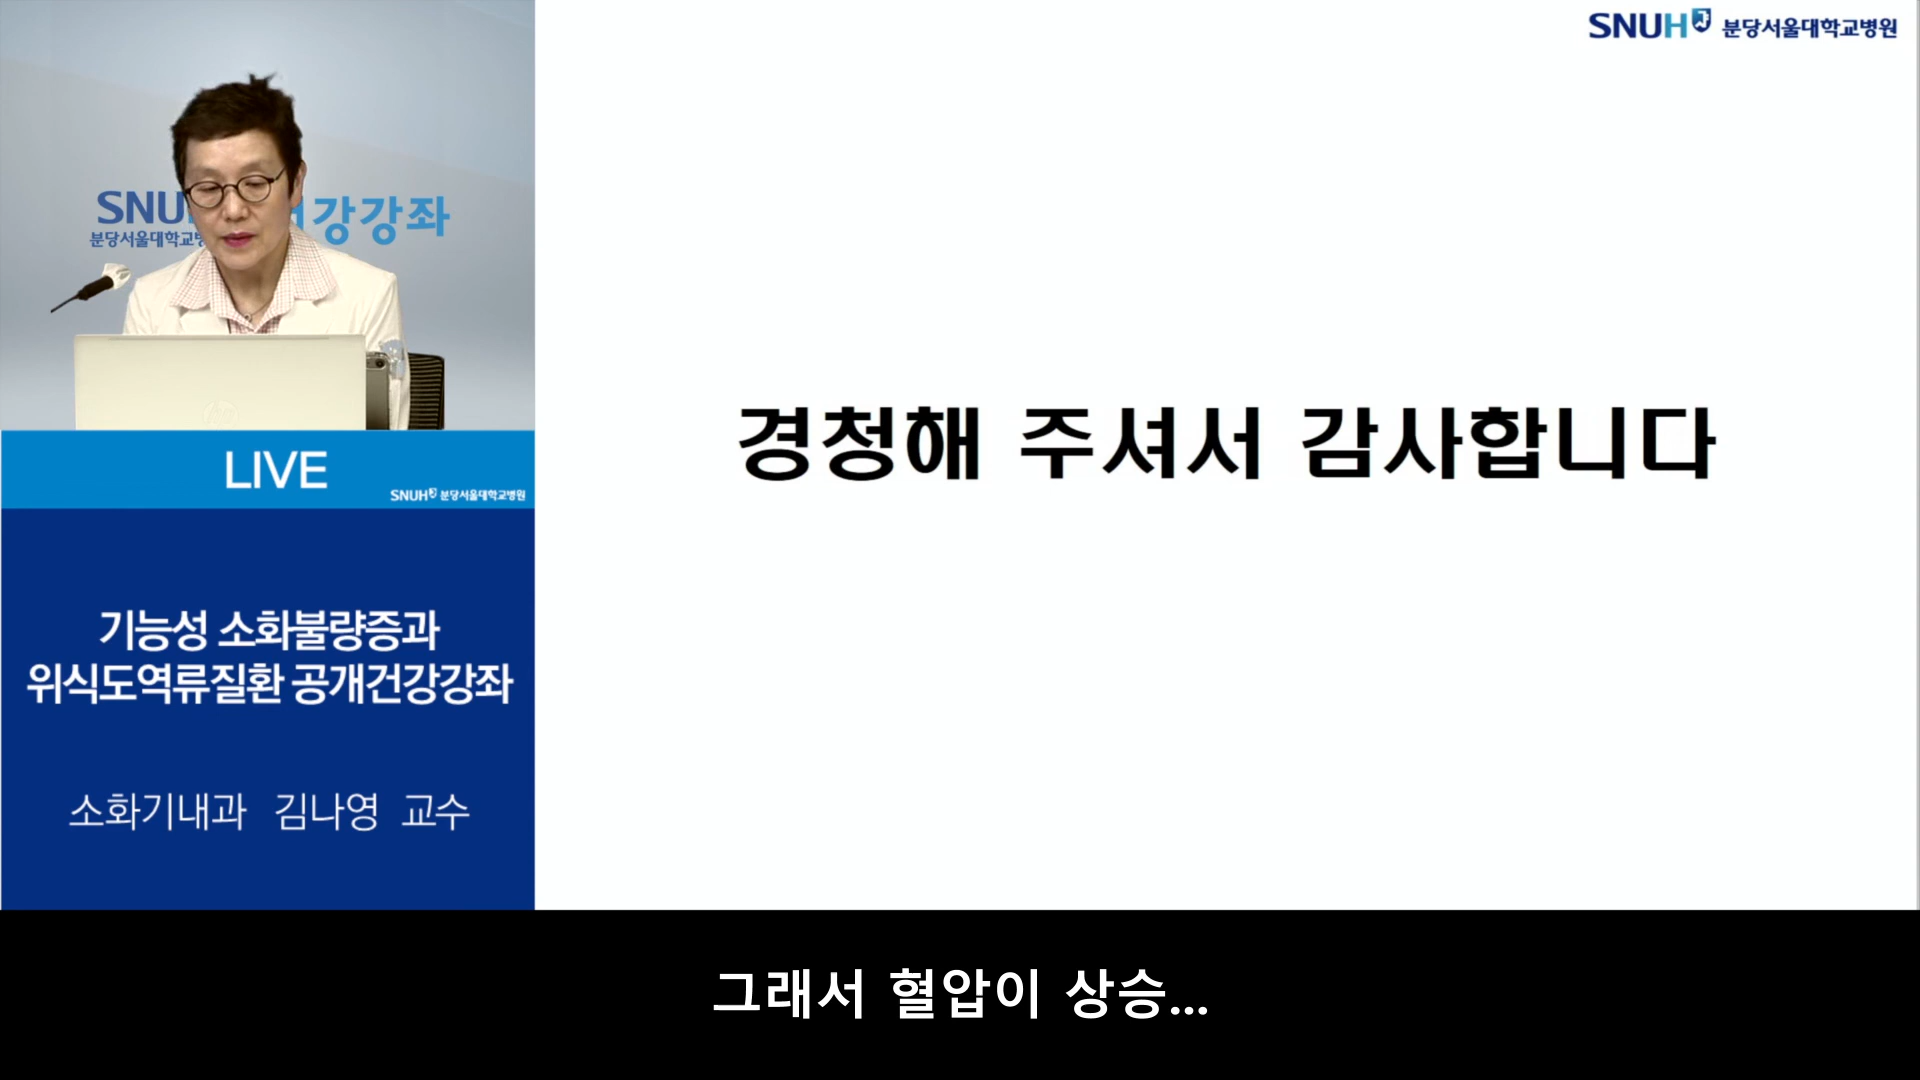 SNUH 분당서울대학교병원
SNU 강강좌
분당서울대학교병
경청해 주셔서 감사합니다
LIVE
SNUH 분당서울대학교병원
기능성 소화불량증과
위식도역류질환 공개건강강좌
소화기내과 김나영 교수
그래서 혈압이 상승...